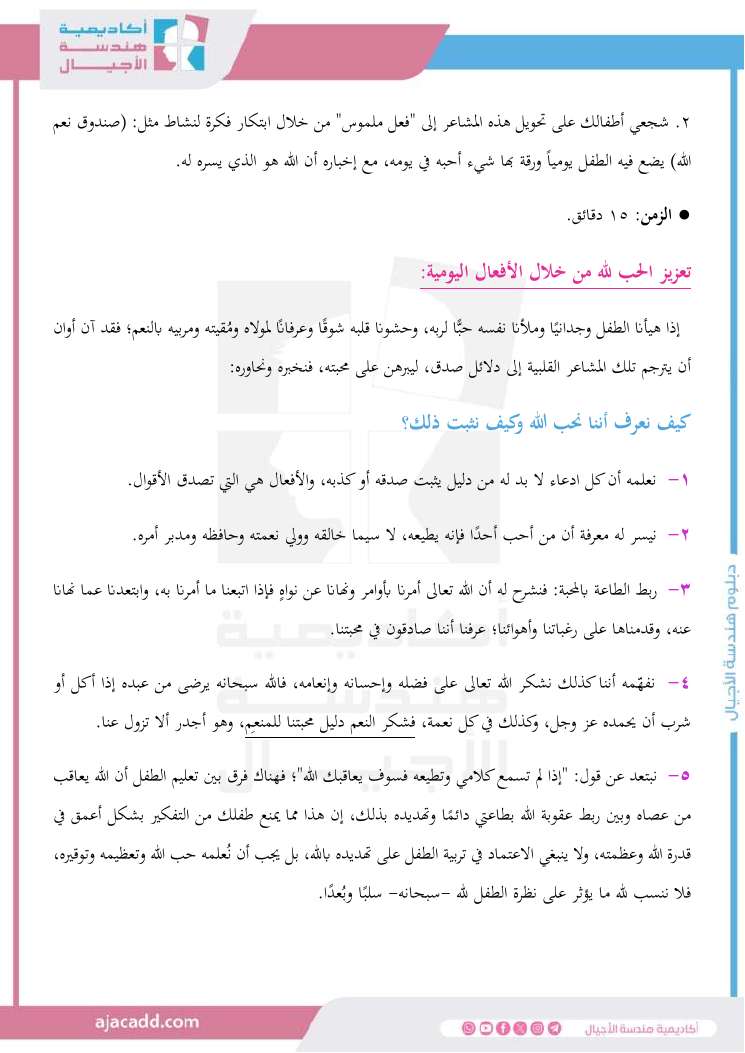 أكاديمية
هندسة
الأجيال
٢. شجعي أطفالك على تحويل هذه المشاعر إلى "فعل ملموس" من خلال ابتكار فكرة لنشاط مثل: (صندوق نعم
الله) يضع فيه الطفل يومياً ورقة بها شيء أحبه في يومه، مع إخباره أن الله هو الذي يسره له.
● الزمن: ١٥ دقائق.
تعزيز الحب لله من خلال الأفعال اليومية:
إذا هيأنا الطفل وجدانيًا وملأنا نفسه حبًّا لربه، وحشونا قلبه شوقًا وعرفانًا لمولاه ومُقيته ومربيه بالنعم؛ فقد آن أوان
أن يترجم تلك المشاعر القلبية إلى دلائل صدق، ليبرهن على محبته، فنخبره ونحاوره:
كيف نعرف أننا نحب الله وكيف نثبت ذلك؟
١- نعلمه أن كل ادعاء لا بد له من دليل يثبت صدقه أو كذبه، والأفعال هي التي تصدق الأقوال.
٢- نيسر له معرفة أن من أحب أحدًا فإنه يطيعه، لا سيما خالقه وولي نعمته وحافظه ومدبر أمره.
٣- ربط الطاعة بالمحبة: فنشرح له أن الله تعالى أمرنا بأوامر ونهانا عن نواهٍ فإذا اتبعنا ما أمرنا به، وابتعدنا عما نهانا
عنه، وقدمناها على رغباتنا وأهوائنا؛ عرفنا أننا صادقون في محبتنا.
٤- نفهّمه أننا كذلك نشكر الله تعالى على فضله وإحسانه وإنعامه، فالله سبحانه يرضى من عبده إذا أكل أو
شرب أن يحمده عز وجل، وكذلك في كل نعمة، فشكر النعم دليل محبتنا للمنعِم، وهو أجدر ألا تزول عنا.
٥- نبتعد عن قول: "إذا لم تسمع كلامي وتطيعه فسوف يعاقبك الله"؛ فهناك فرق بين تعليم الطفل أن الله يعاقب
من عصاه وبين ربط عقوبة الله بطاعتي دائمًا وتهديده بذلك، إن هذا مما يمنع طفلك من التفكير بشكل أعمق في
قدرة الله وعظمته، ولا ينبغي الاعتماد في تربية الطفل على تهديده بالله، بل يجب أن نُعلمه حب الله وتعظيمه وتوقيره،
فلا ننسب لله ما يؤثر على نظرة الطفل لله -سبحانه- سلبًا وبُعدًا.
أكاديمية
هندسة
الأجيال
دبلوم هندسة الأجيال
أكاديمية هندسة الأجيال
ajacadd.com